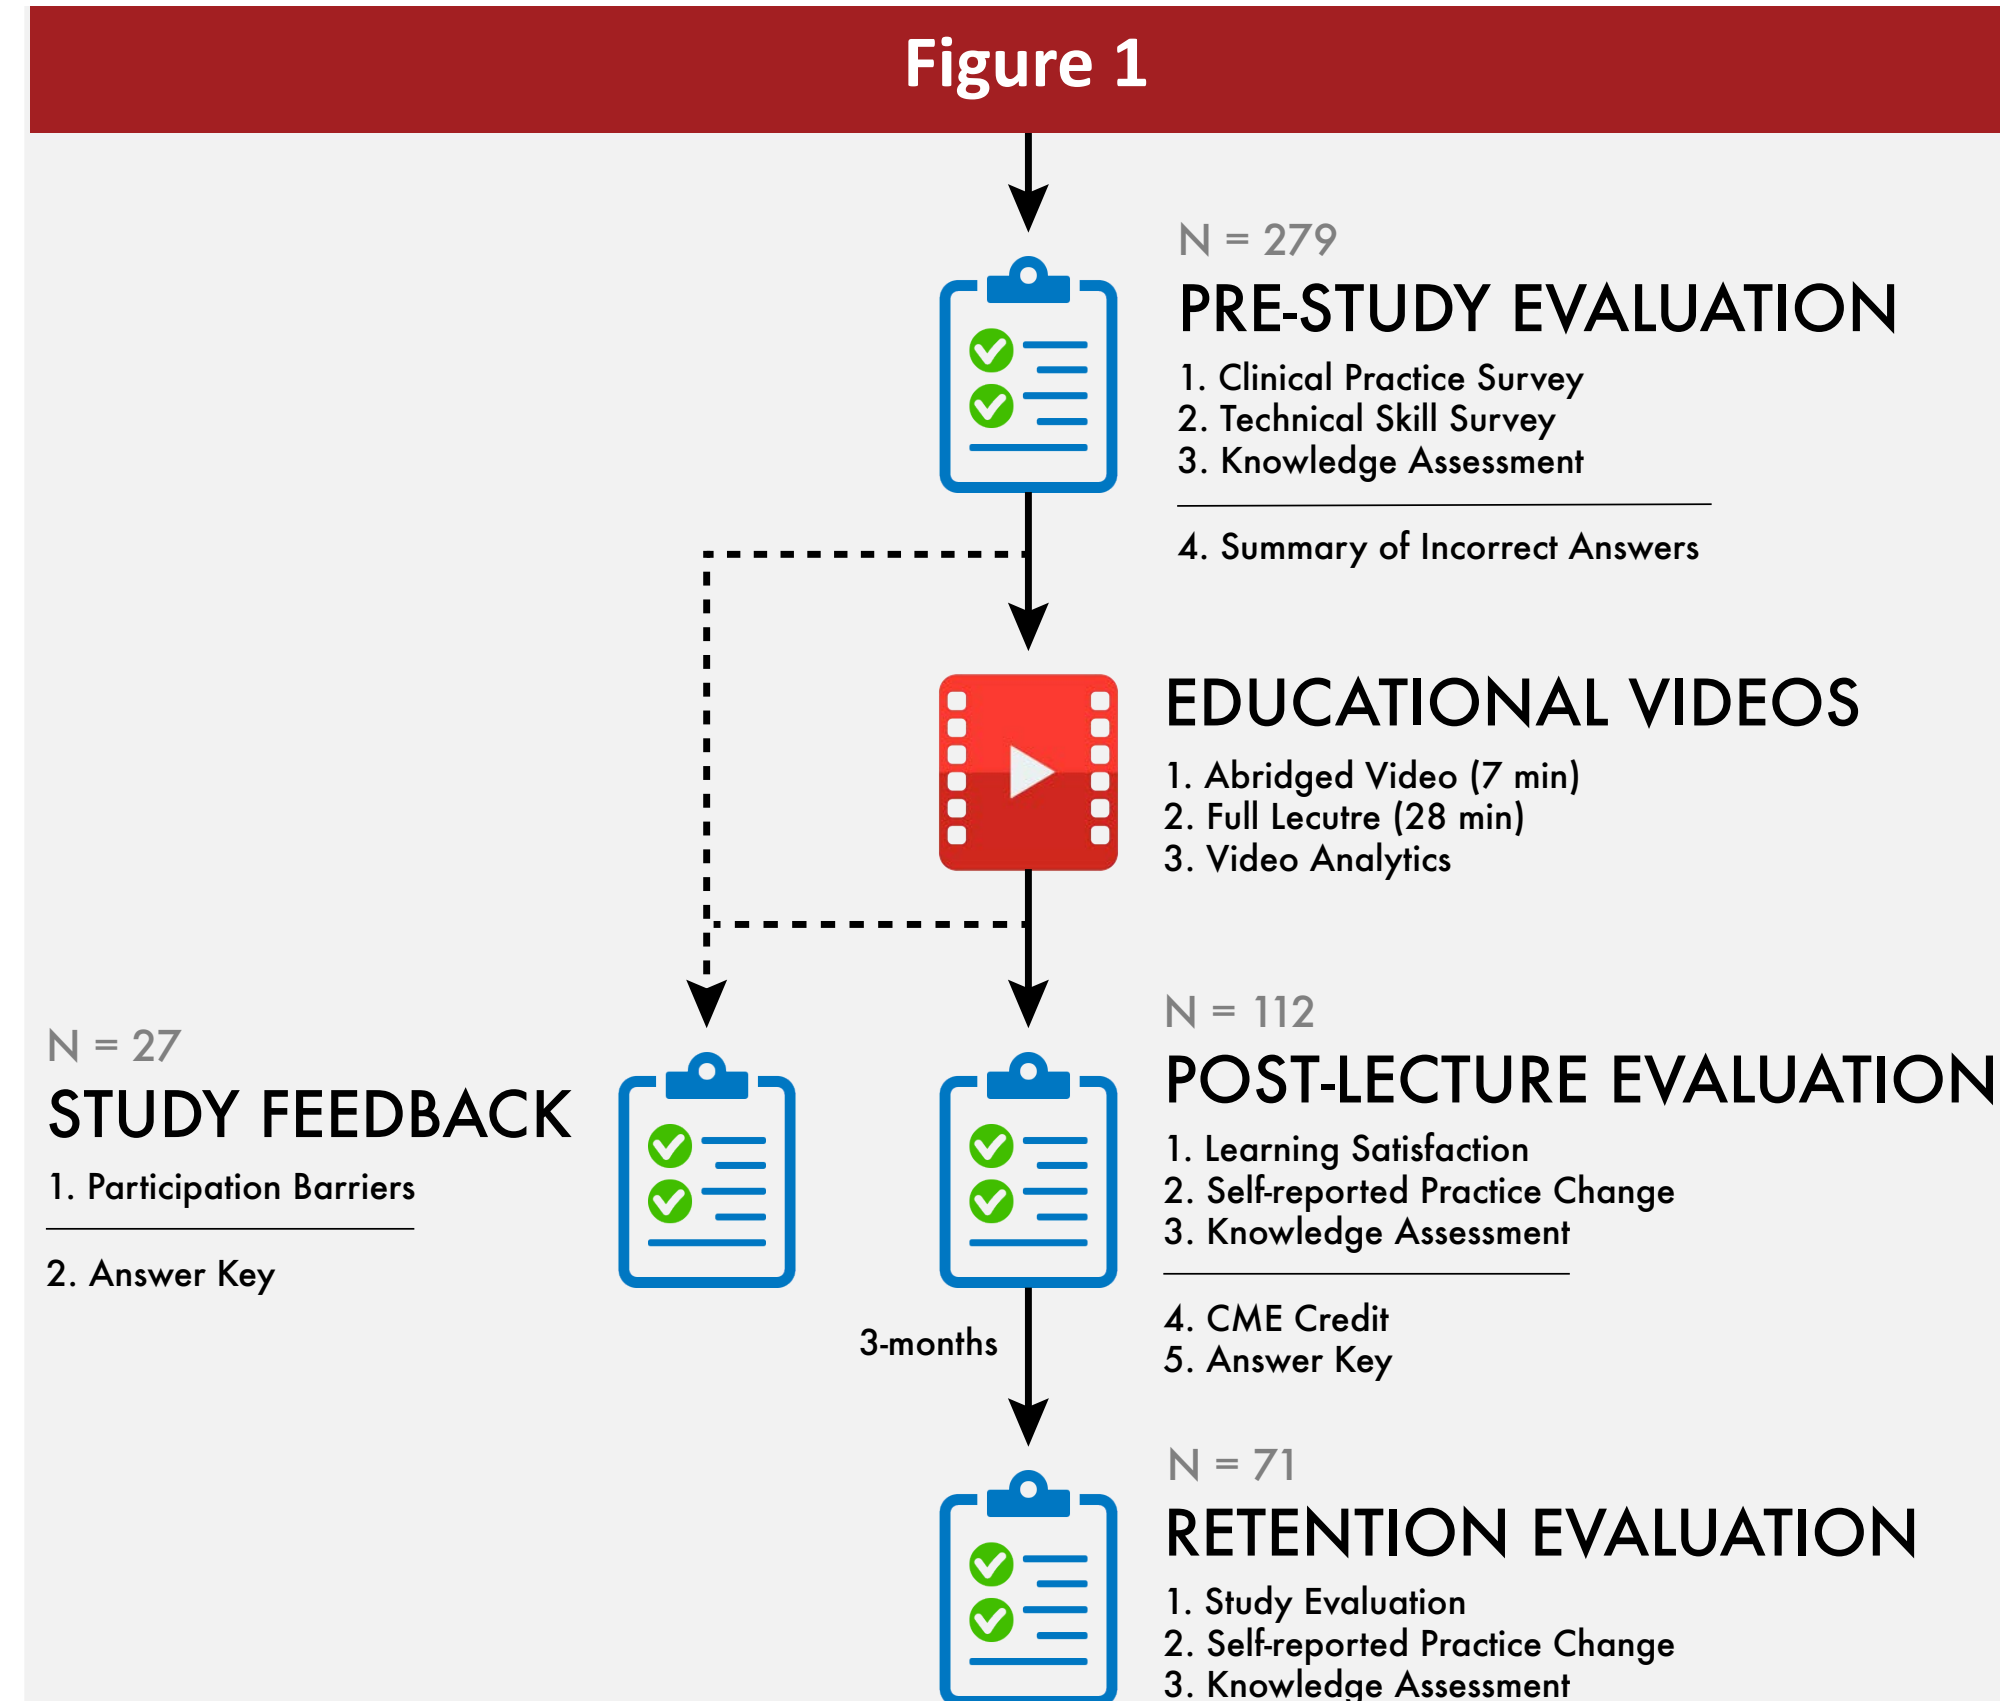 Figure 1
N = 279
PRE-STUDY EVALUATION
1. Clinical Practice Survey
2. Technical Skill Survey
3. Knowledge Assessment
4. Summary of Incorrect Answers
EDUCATIONAL VIDEOS
1. Abridged Video (7 min)
2. Full Lecutre (28 min)
3. Video Analytics
N = 27
STUDY FEEDBACK
1. Participation Barriers
2. Answer Key
N = 112
POST-LECTURE EVALUATION
1. Learning Satisfaction
2. Self-reported Practice Change
3. Knowledge Assessment
4. CME Credit
5. Answer Key
3-months
N = 71
RETENTION EVALUATION
1. Study Evaluation
2. Self-reported Practice Change
3. Knowledge Assessment